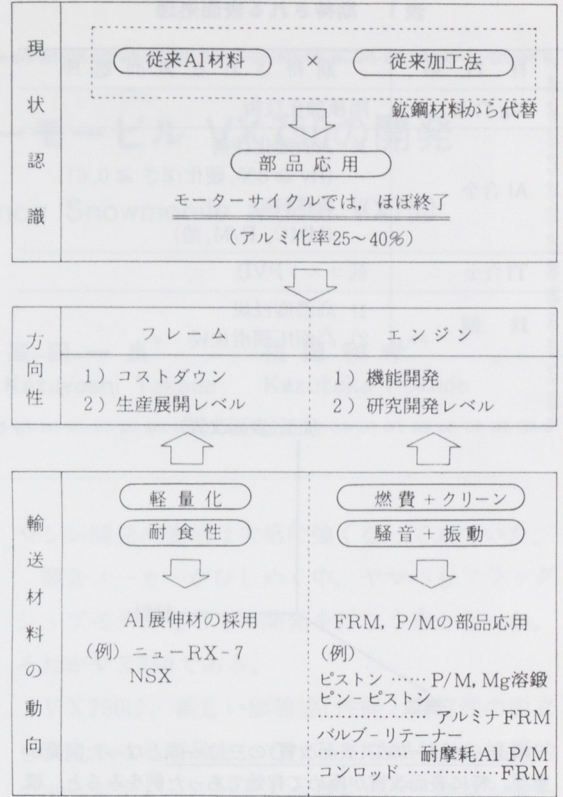 現状認識
従来Al材料 × 従来加工法
鉱鋼材料から代替
部品応用
モーターサイクルでは，ほぼ終了
(アルミ化率25～40%)
方向性
フレーム
1）コストダウン
2）生産展開レベル
エンジン
1）機能開発
2）研究開発レベル
輸送材料の動向
軽量化
耐食性
Al展伸材の採用
(例) ニューRX-7
NSX
燃費＋クリーン
騒音＋振動
FRM, P/Mの部品応用
(例)
ピストン …… P/M, Mg溶鍛
ピン-ピストン
…………… アルミナFRM
バルブ-リテーナー
…………… 耐摩耗Al P/M
コンロッド …………… FRM